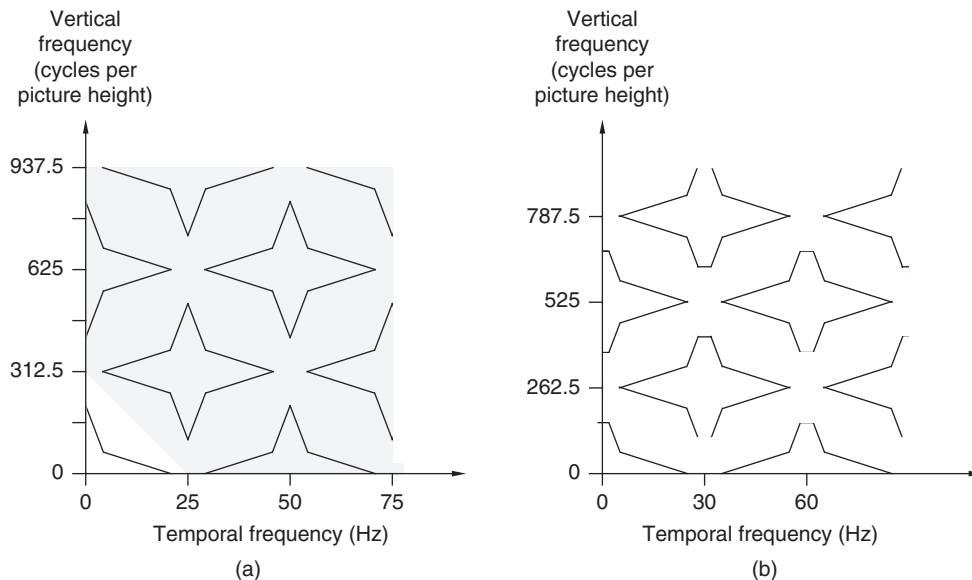 Vertical
frequency
(cycles per
picture height)
937.5
625
312.5
0
0 25 50 75
Temporal frequency (Hz)
(a)
Vertical
frequency
(cycles per
picture height)
787.5
525
262.5
0
0 30 60
Temporal frequency (Hz)
(b)